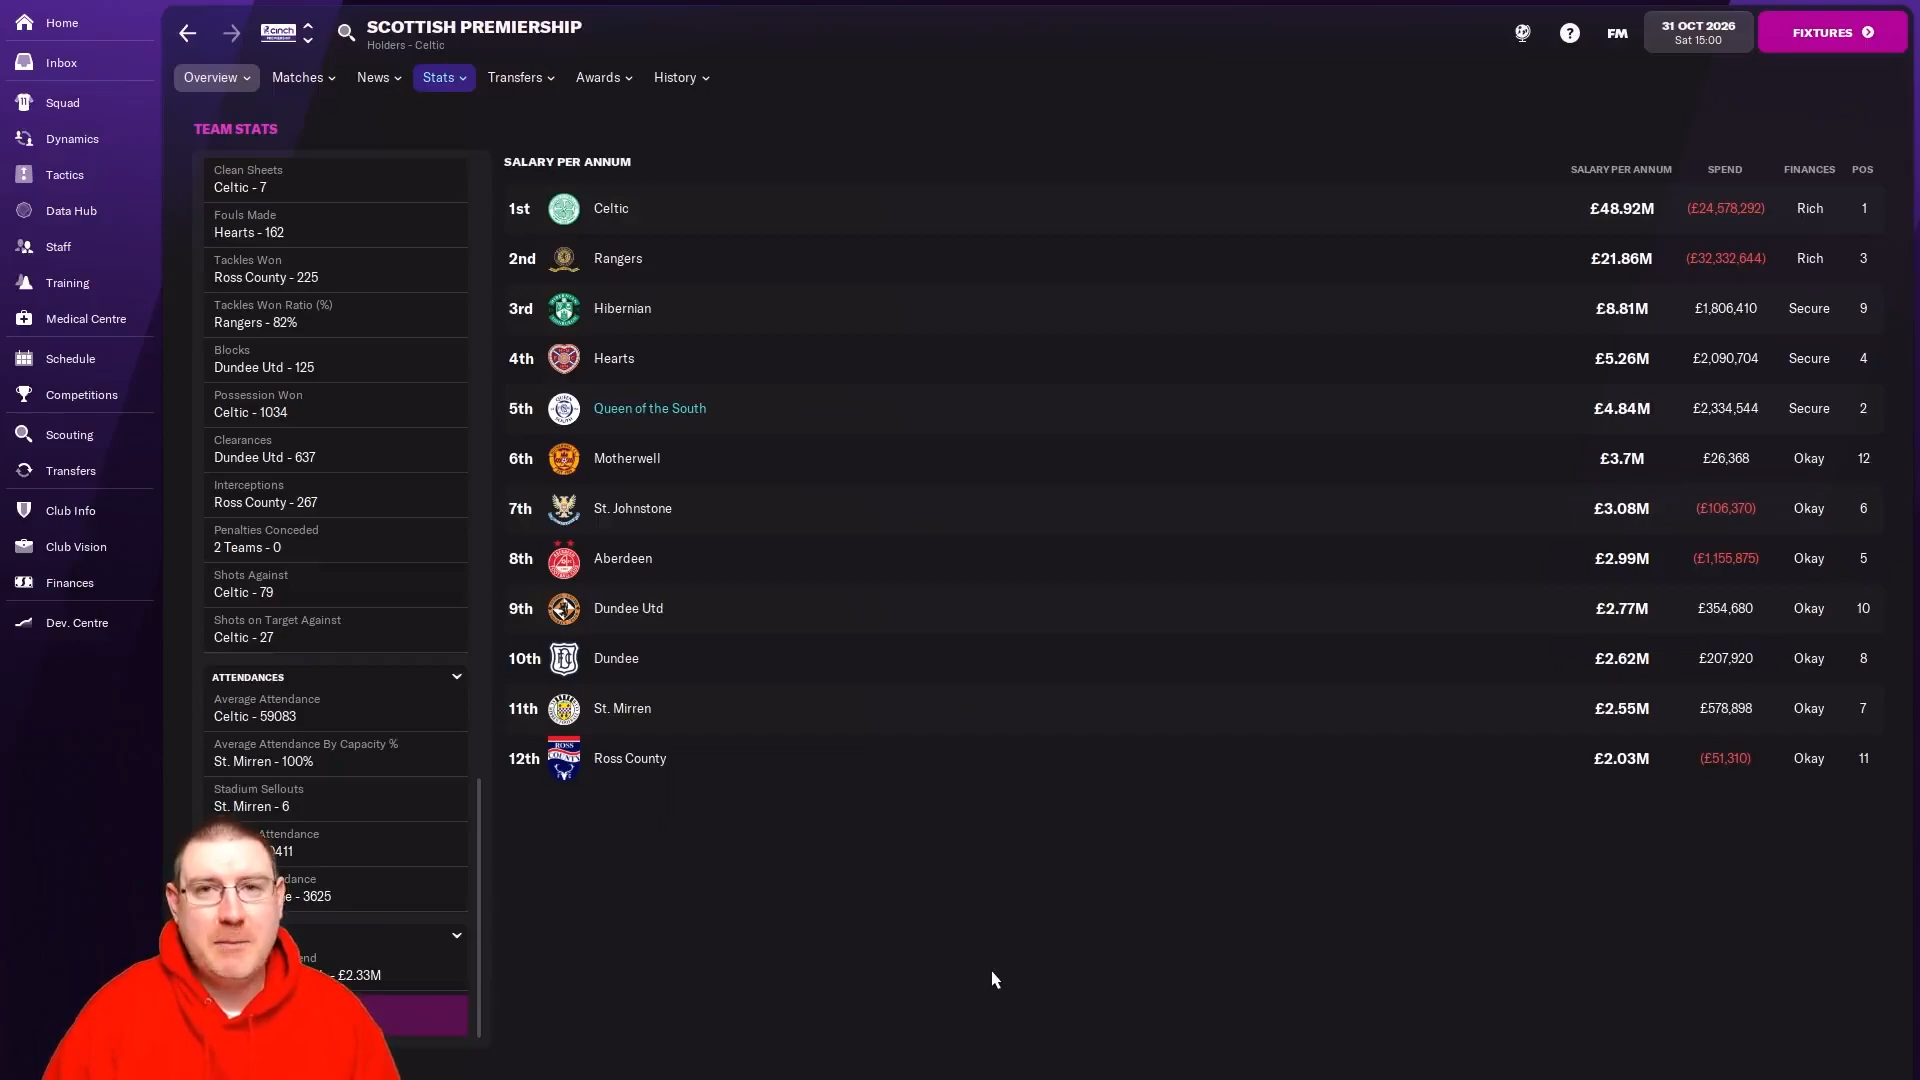 Home
Inbox
Squad
Dynamics
Tactics
Data Hub
Staff
Training
Medical Centre
Schedule
Competitions
Scouting
Transfers
Club Info
Club Vision
Finances
Dev. Centre
cinch
SCOTTISH PREMIERSHIP
Holders - Celtic
FM
31 OCT 2026
Sat 15:00
FIXTURES
Overview
Matches
News
Stats
Transfers
Awards
History
TEAM STATS
Clean Sheets
Celtic - 7
Fouls Made
Hearts - 162
Tackles Won
Ross County - 225
Tackles Won Ratio (%)
Rangers - 82%
Blocks
Dundee Utd - 125
Possession Won
Celtic - 1034
Clearances
Dundee Utd - 637
Interceptions
Ross County - 267
Penalties Conceded
2 Teams - 0
Shots Against
Celtic - 79
Shots on Target Against
Celtic - 27
ATTENDANCES
Average Attendance
Celtic - 59083
Average Attendance By Capacity %
St. Mirren - 100%
Stadium Sellouts
St. Mirren - 6
Attendance
- 3625
- £2.33M
SALARY PER ANNUM
SALARY PER ANNUM SPEND FINANCES POS
1st Celtic £48.92M (£24,578,292) Rich 1
2nd Rangers £21.86M (£32,332,644) Rich 3
3rd Hibernian £8.81M £1,806,410 Secure 9
4th Hearts £5.26M £2,090,704 Secure 4
5th Queen of the South £4.84M £2,334,544 Secure 2
6th Motherwell £3.7M £26,368 Okay 12
7th St. Johnstone £3.08M (£106,370) Okay 6
8th Aberdeen £2.99M (£1,155,875) Okay 5
9th Dundee Utd £2.77M £354,680 Okay 10
10th Dundee £2.62M £207,920 Okay 8
11th St. Mirren £2.55M £578,898 Okay 7
12th Ross County £2.03M (£51,310) Okay 11